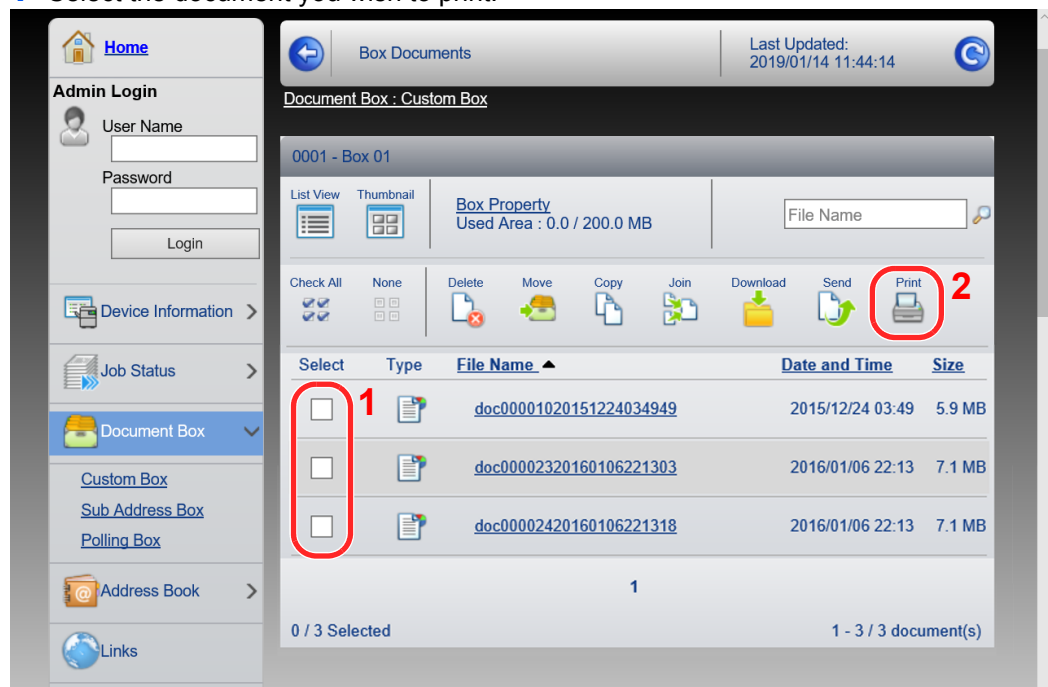 Select the document you wish to print.
Home
Admin Login
User Name
Password
Login
Device Information
Job Status
Document Box
Custom Box
Sub Address Box
Polling Box
Address Book
Links
Box Documents
Last Updated:
2019/01/14 11:44:14
Document Box : Custom Box
0001 - Box 01
List View Thumbnail
Box Property
Used Area : 0.0 / 200.0 MB
File Name
Check All None Delete Move Copy Join Download Send Print 2
Select Type File Name Date and Time Size
1
doc00001020151224034949 2015/12/24 03:49 5.9 MB
doc00002320160106221303 2016/01/06 22:13 7.1 MB
doc00002420160106221318 2016/01/06 22:13 7.1 MB
1
0 / 3 Selected 1 - 3 / 3 document(s)